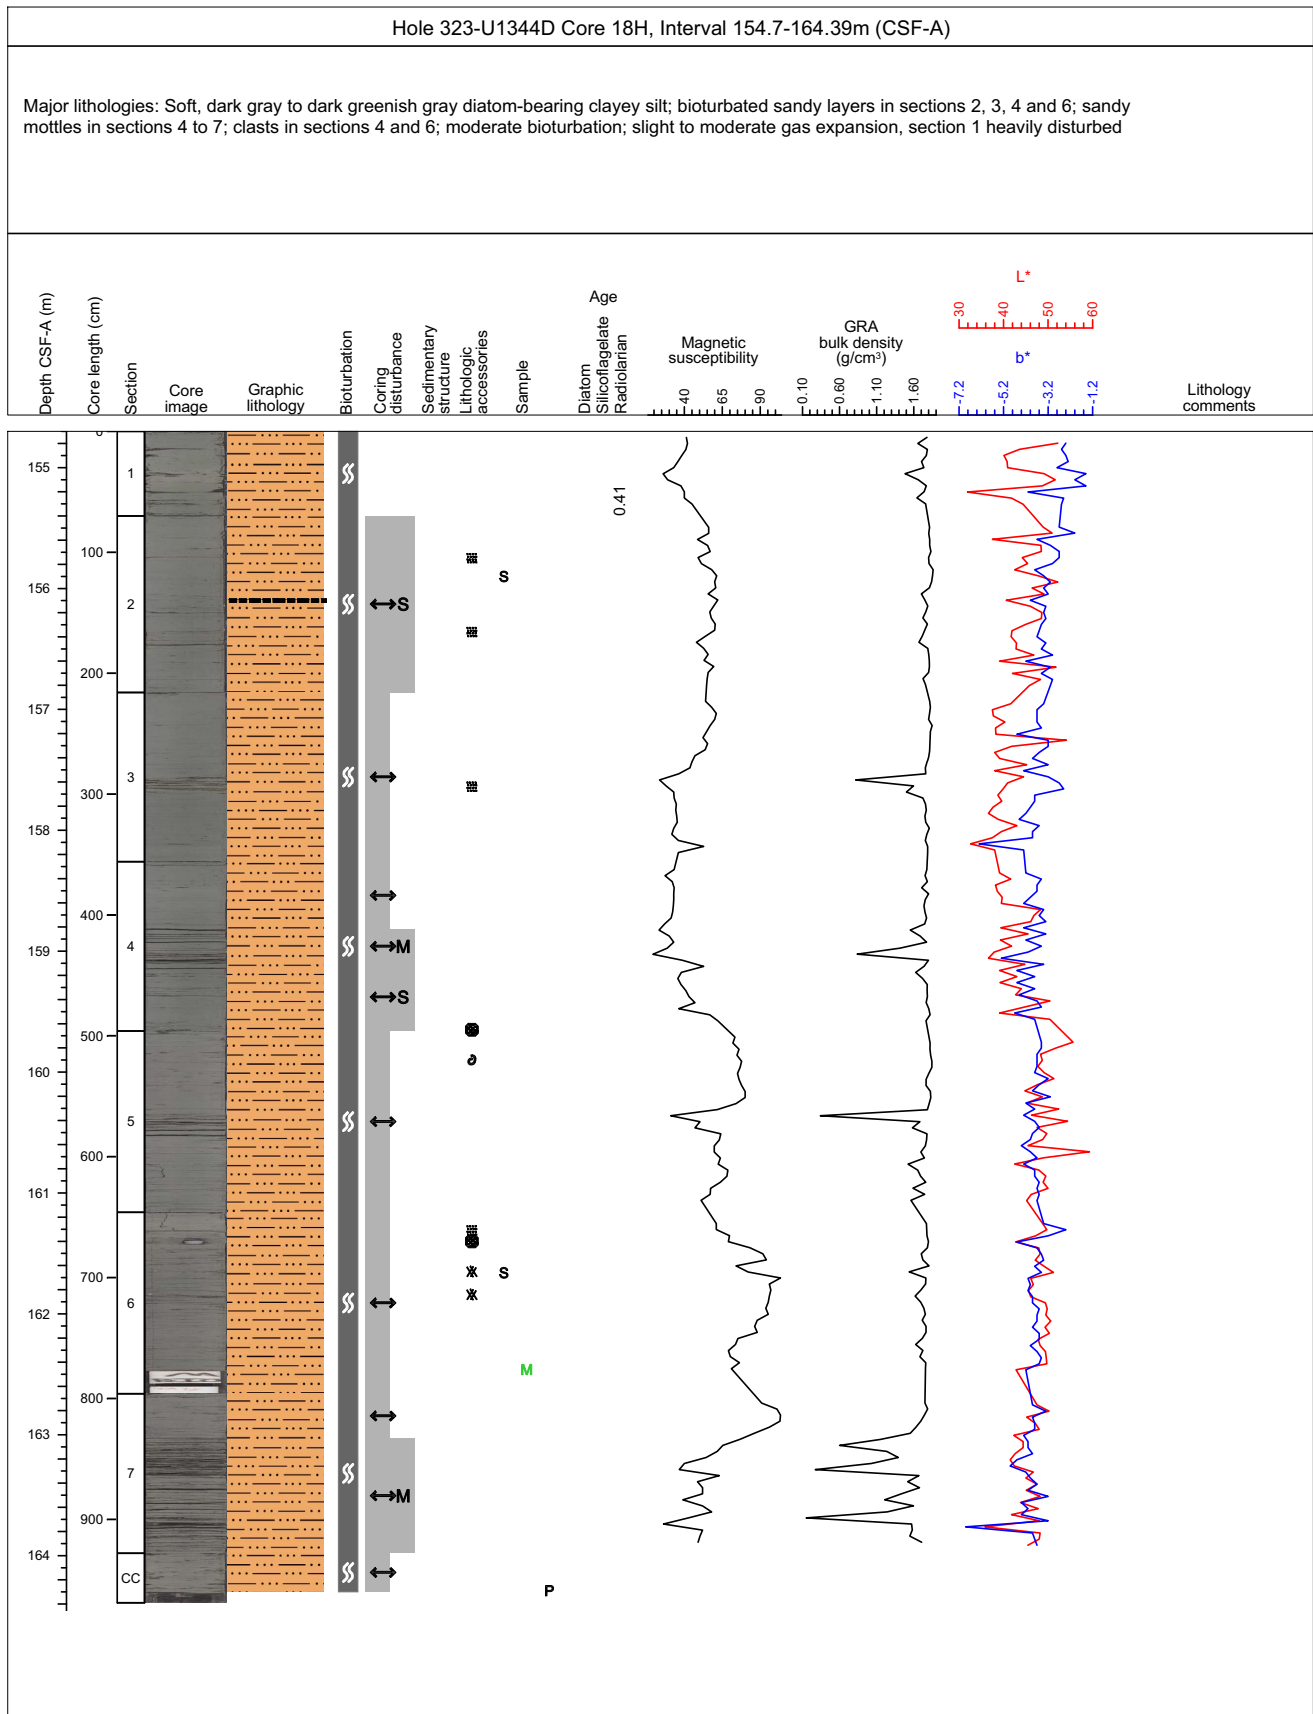 Hole 323-U1344D Core 18H, Interval 154.7-164.39m (CSF-A)
Major lithologies: Soft, dark gray to dark greenish gray diatom-bearing clayey silt; bioturbated sandy layers in sections 2, 3, 4 and 6; sandy
mottles in sections 4 to 7; clasts in sections 4 and 6; moderate bioturbation; slight to moderate gas expansion, section 1 heavily disturbed
Depth CSF-A (m)
Core length (cm)
Section
Core
image
Graphic
lithology
Bioturbation
Coring
disturbance
Sedimentary
structure
Lithologic
accessories
Sample
Age
Diatom
Silicoflagelate
Radiolarian
Magnetic
susceptibility
40 65 90
GRA
bulk density
(g/cm³)
0.10 0.60 1.10 1.60
L*
30 40 50 60
b*
-7.2 -5.2 -3.2 -1.2
Lithology
comments
0
155
1
0.41
100
S
156
2
S
200
157
3
300
158
400
4
M
159
S
500
160
5
600
161
700
S
6
162
M
800
163
7
M
900
164
CC
P